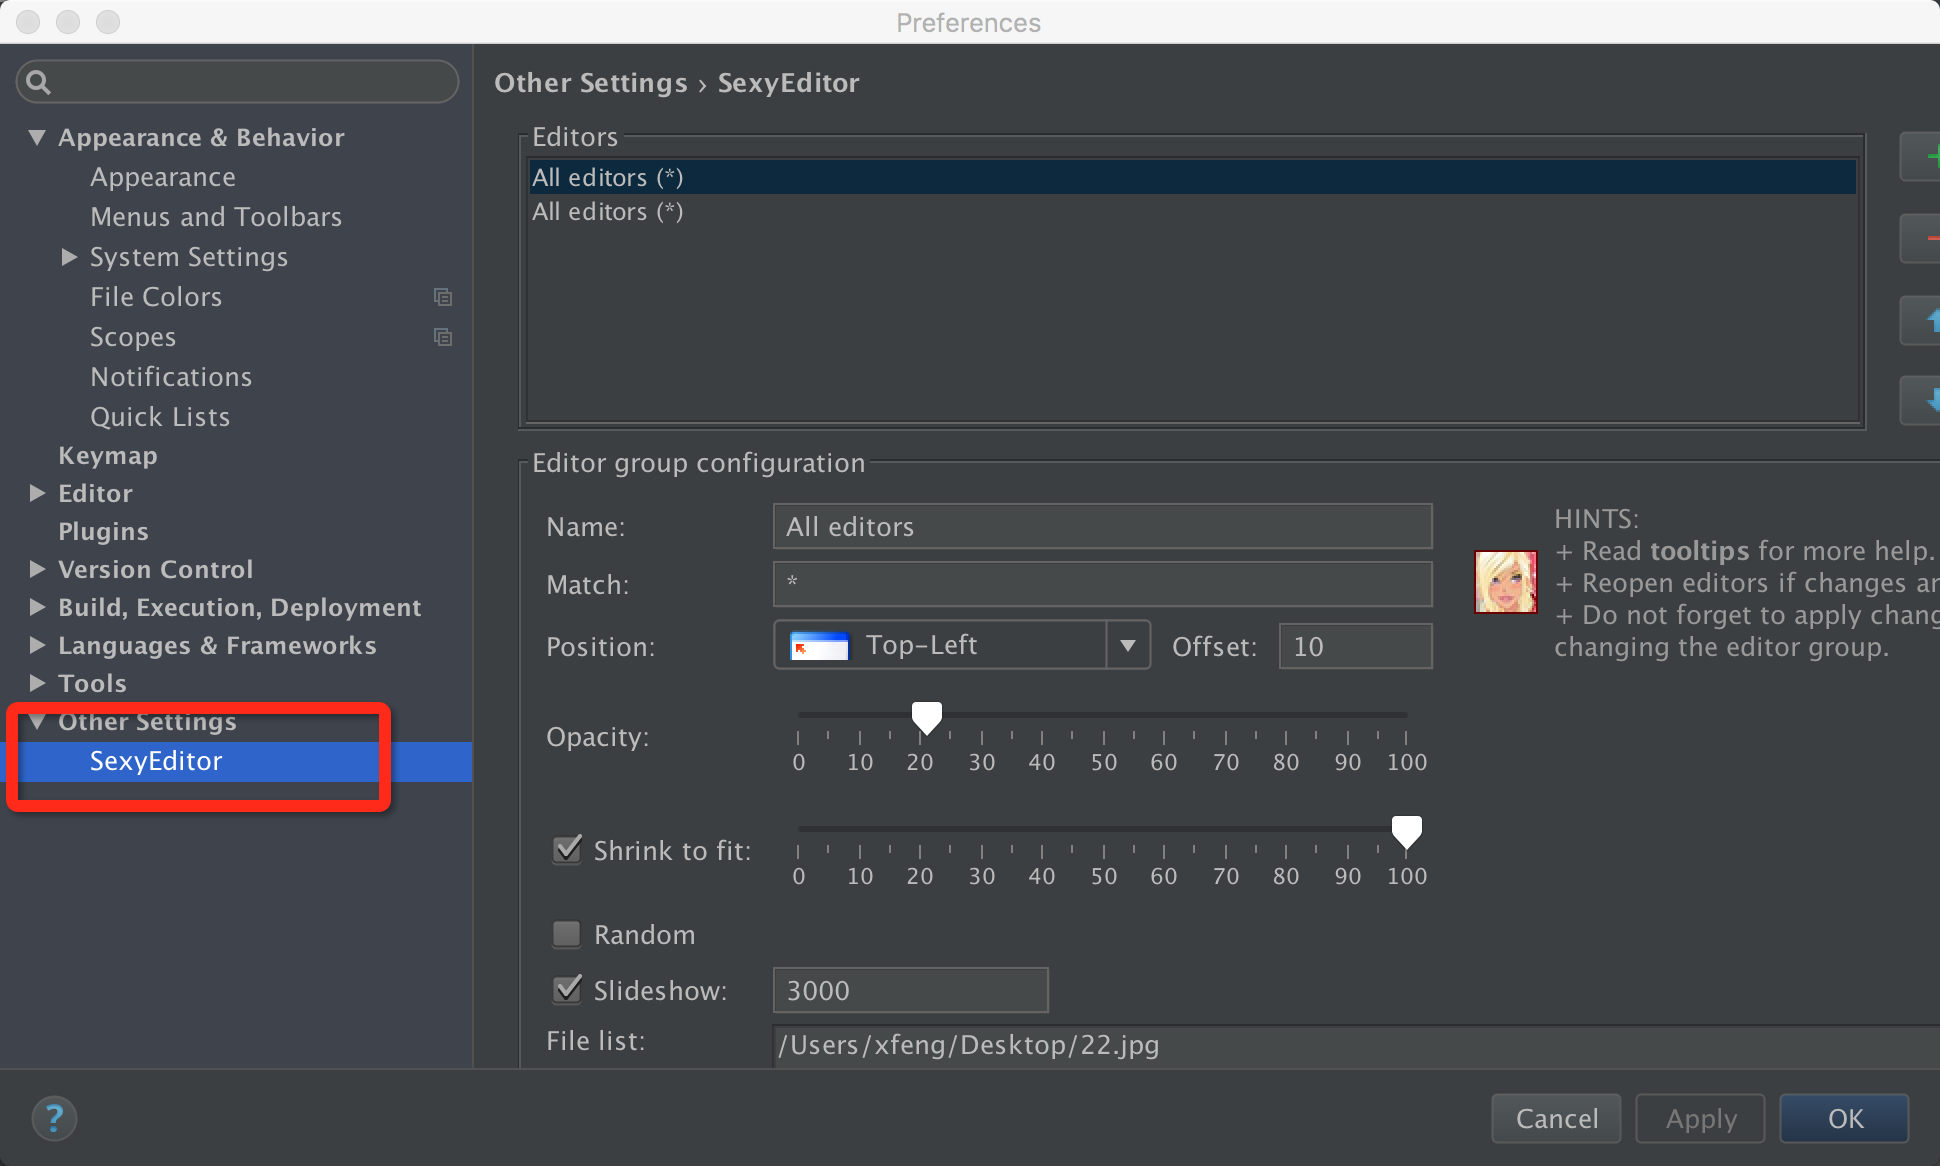 Preferences
Appearance & Behavior
Appearance
Menus and Toolbars
System Settings
File Colors
Scopes
Notifications
Quick Lists
Keymap
Editor
Plugins
Version Control
Build, Execution, Deployment
Languages & Frameworks
Tools
Other Settings
SexyEditor
Other Settings › SexyEditor
Editors
All editors (*)
All editors (*)
Editor group configuration
Name: All editors
Match: *
Position: Top-Left Offset: 10
Opacity:
0 10 20 30 40 50 60 70 80 90 100
Shrink to fit:
0 10 20 30 40 50 60 70 80 90 100
Random
Slideshow: 3000
File list: /Users/xfeng/Desktop/22.jpg
HINTS:
+ Read tooltips for more help.
+ Reopen editors if changes
+ Do not forget to apply
changing the editor group.
?
Cancel Apply OK